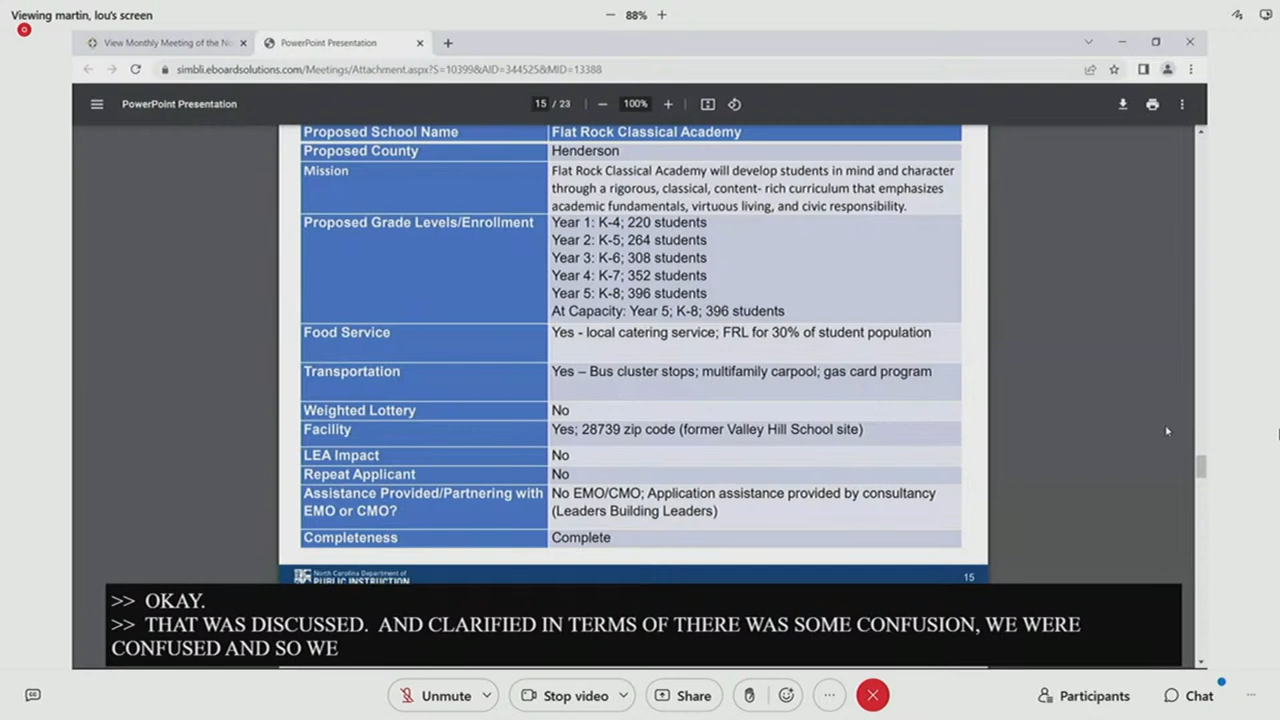 Viewing martin, lou's screen
88%
View Monthly Meeting of the No
PowerPoint Presentation
simbli.eboardsolutions.com/Meetings/Attachment.aspx?S=10399&AID=344525&MID=13388
PowerPoint Presentation
15 / 23
100%
Proposed School Name Flat Rock Classical Academy
Proposed County Henderson
Mission Flat Rock Classical Academy will develop students in mind and character
through a rigorous, classical, content- rich curriculum that emphasizes
academic fundamentals, virtuous living, and civic responsibility.
Proposed Grade Levels/Enrollment Year 1: K-4; 220 students
Year 2: K-5; 264 students
Year 3: K-6; 308 students
Year 4: K-7; 352 students
Year 5: K-8; 396 students
At Capacity: Year 5; K-8; 396 students
Food Service Yes - local catering service; FRL for 30% of student population
Transportation Yes – Bus cluster stops; multifamily carpool; gas card program
Weighted Lottery No
Facility Yes; 28739 zip code (former Valley Hill School site)
LEA Impact No
Repeat Applicant No
Assistance Provided/Partnering with No EMO/CMO; Application assistance provided by consultancy
EMO or CMO? (Leaders Building Leaders)
Completeness Complete
North Carolina Department of
PUBLIC INSTRUCTION
15
>> OKAY.
>> THAT WAS DISCUSSED. AND CLARIFIED IN TERMS OF THERE WAS SOME CONFUSION, WE WERE
CONFUSED AND SO WE
Unmute
Stop video
Share
Participants
Chat